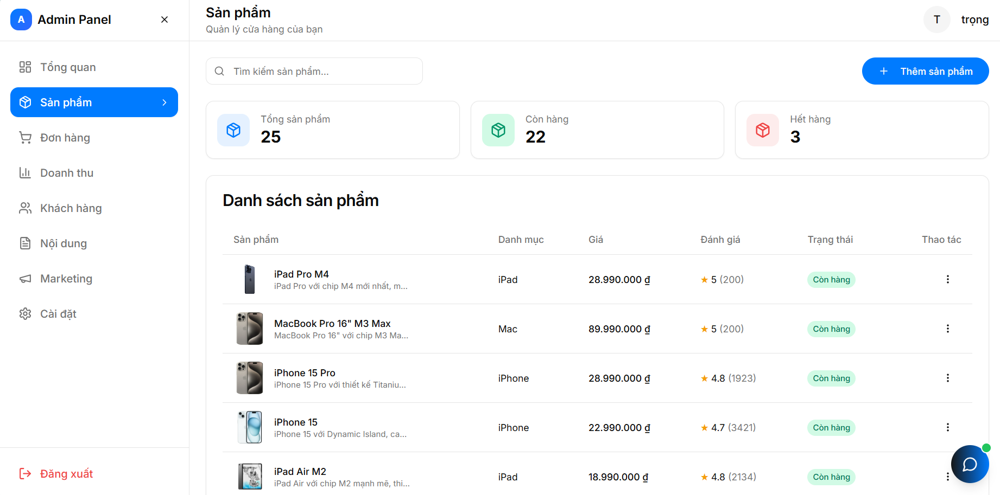 A Admin Panel
Sản phẩm
Quản lý cửa hàng của bạn
T trọng
Tổng quan
Sản phẩm
Đơn hàng
Doanh thu
Khách hàng
Nội dung
Marketing
Cài đặt
Đăng xuất
Tìm kiếm sản phẩm...
Thêm sản phẩm
Tổng sản phẩm
25
Còn hàng
22
Hết hàng
3
Danh sách sản phẩm
Sản phẩm Danh mục Giá Đánh giá Trạng thái Thao tác
iPad Pro M4
iPad Pro với chip M4 mới nhất, m...
iPad 28.990.000 ₫ ★ 5 (200) Còn hàng
MacBook Pro 16" M3 Max
MacBook Pro 16" với chip M3 Ma...
Mac 89.990.000 ₫ ★ 5 (200) Còn hàng
iPhone 15 Pro
iPhone 15 Pro với thiết kế Titaniu...
iPhone 28.990.000 ₫ ★ 4.8 (1923) Còn hàng
iPhone 15
iPhone 15 với Dynamic Island, ca...
iPhone 22.990.000 ₫ ★ 4.7 (3421) Còn hàng
iPad Air M2
iPad Air với chip M2 mạnh mẽ, thi...
iPad 18.990.000 ₫ ★ 4.8 (2134) Còn hàng